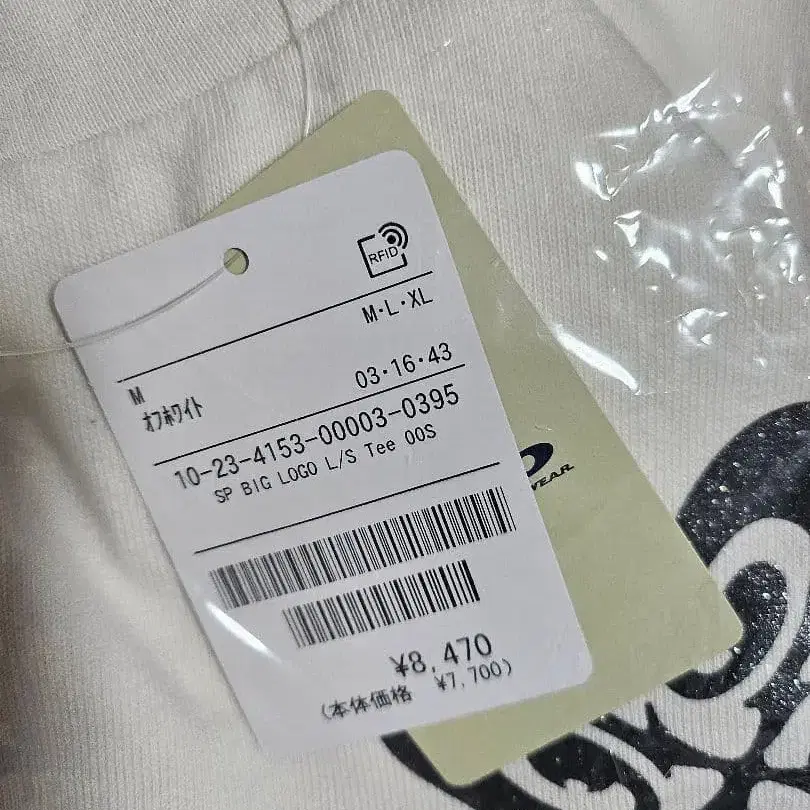 RFID
M・L・XL
M
オフホワイト
03・16・43
10-23-4153-00003-0395
SP BIG LOGO L/S Tee OOS
¥8,470
(本体価格 ¥7,700)